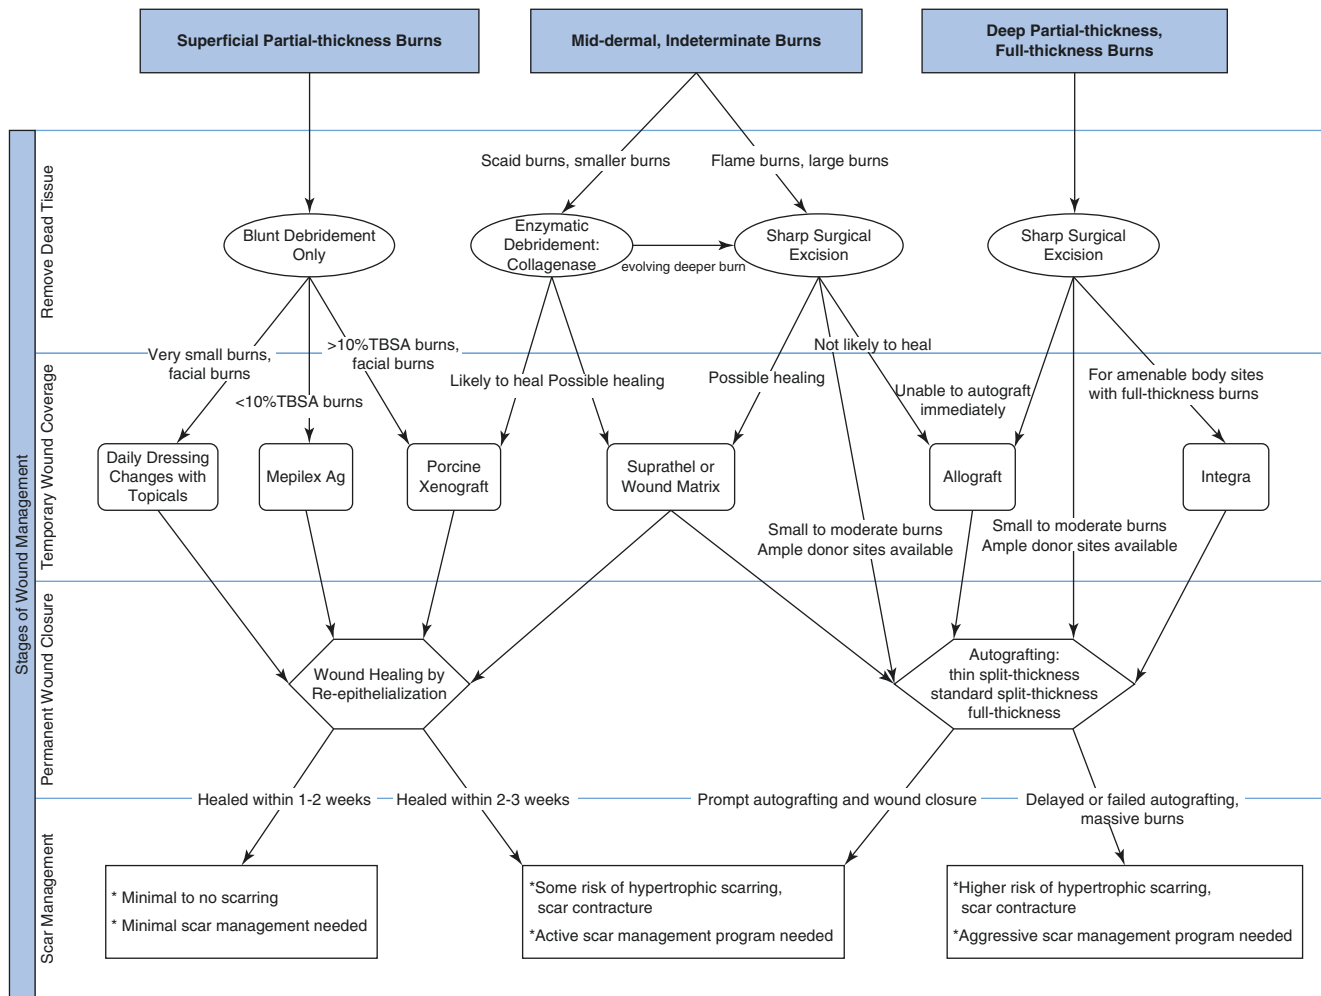 Superficial Partial-thickness Burns
Mid-dermal, Indeterminate Burns
Deep Partial-thickness,
Full-thickness Burns
Stages of Wound Management
Remove Dead Tissue
Scaid burns, smaller burns
Flame burns, large burns
Blunt Debridement
Only
Enzymatic
Debridement:
Collagenase
evolving deeper burn
Sharp Surgical
Excision
Sharp Surgical
Excision
Temporary Wound Coverage
Very small burns,
facial burns
<10%TBSA burns
>10%TBSA burns,
facial burns
Likely to heal
Possible healing
Possible healing
Not likely to heal
Unable to autograft
immediately
For amenable body sites
with full-thickness burns
Daily Dressing
Changes with
Topicals
Mepilex Ag
Porcine
Xenograft
Suprathel or
Wound Matrix
Allograft
Integra
Small to moderate burns
Ample donor sites available
Small to moderate burns
Ample donor sites available
Permanent Wound Closure
Wound Healing by
Re-epithelialization
Autografting:
thin split-thickness
standard split-thickness
full-thickness
Scar Management
Healed within 1-2 weeks
Healed within 2-3 weeks
Prompt autografting and wound closure
Delayed or failed autografting,
massive burns
* Minimal to no scarring
* Minimal scar management needed
*Some risk of hypertrophic scarring,
scar contracture
*Active scar management program needed
*Higher risk of hypertrophic scarring,
scar contracture
*Aggressive scar management program needed